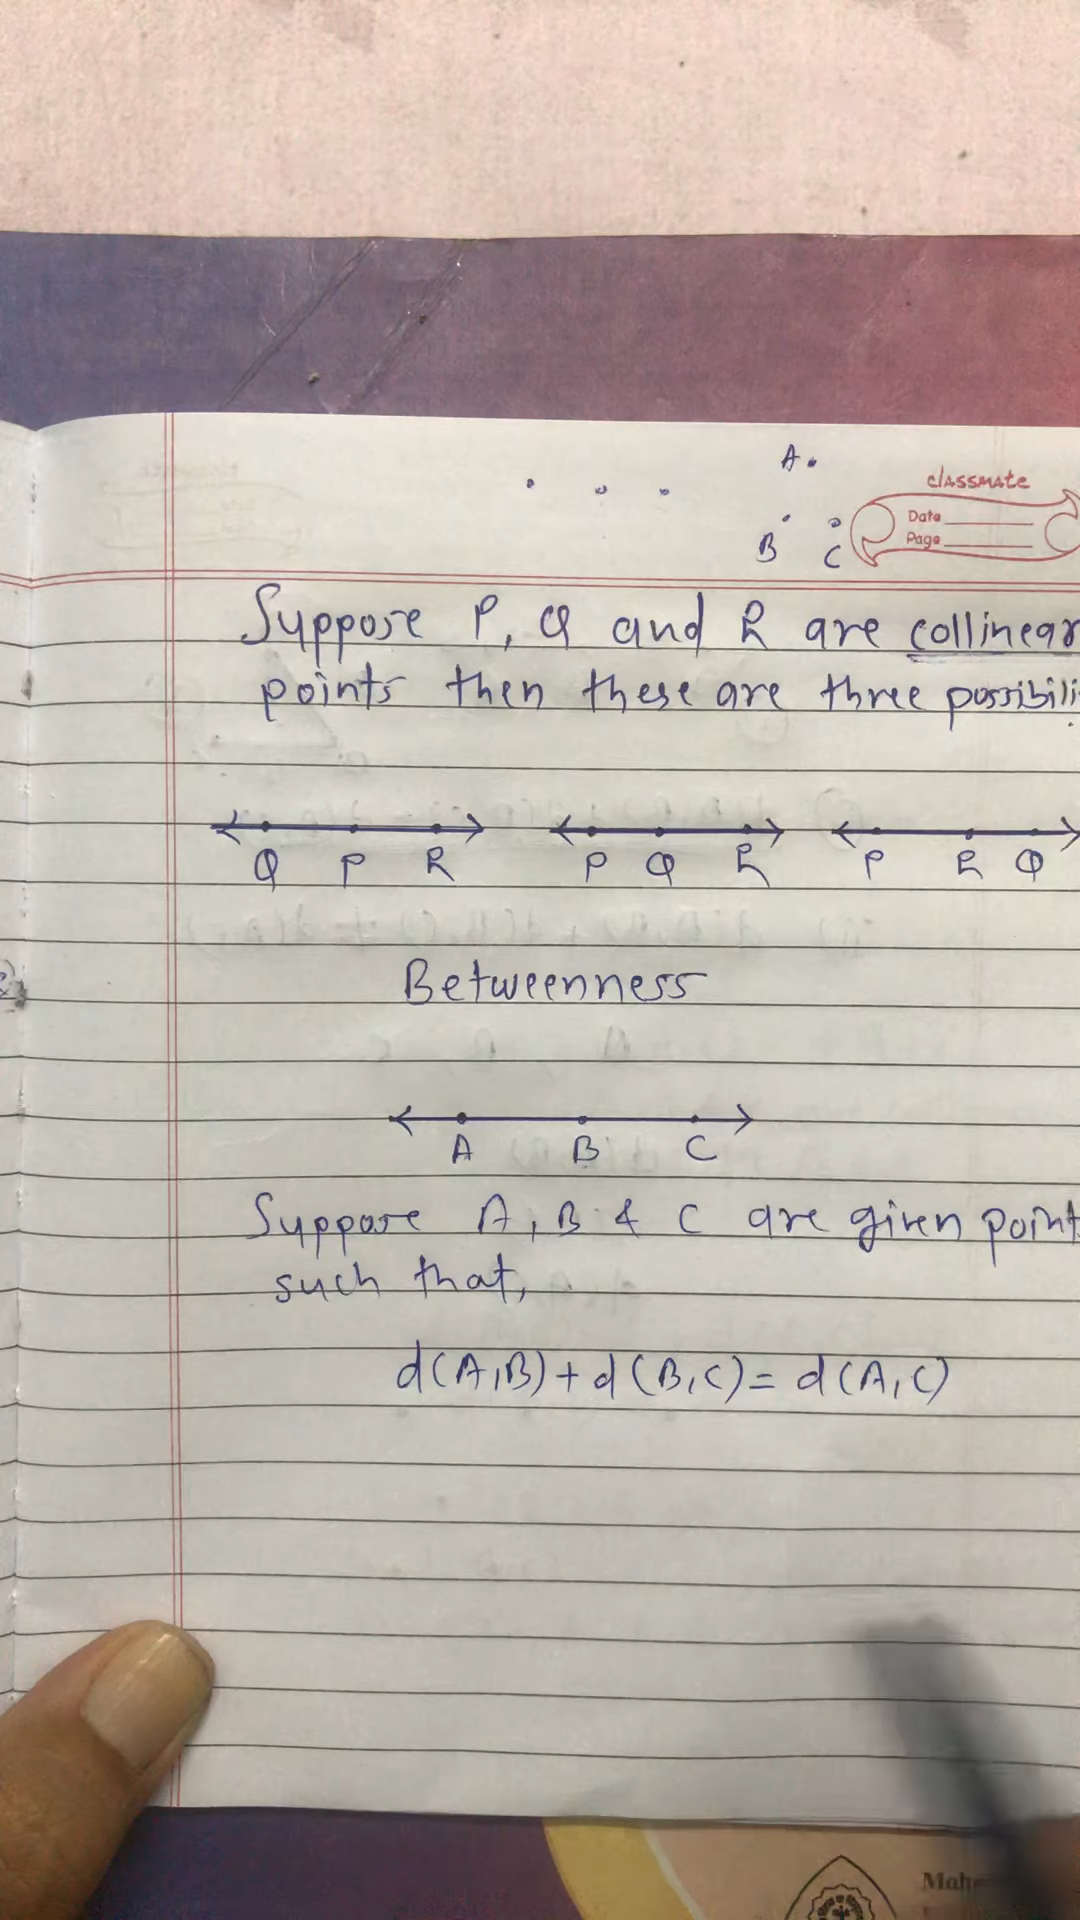 A
classmate
Date
Page
B C
Suppose P, Q and R are collinear
points then these are three possibili
Q P R P Q R P R Q
Betweenness
A B C
Suppose A, B & C are given point
such that,
d(A,B)+d(B,C)=d(A,C)
Mah